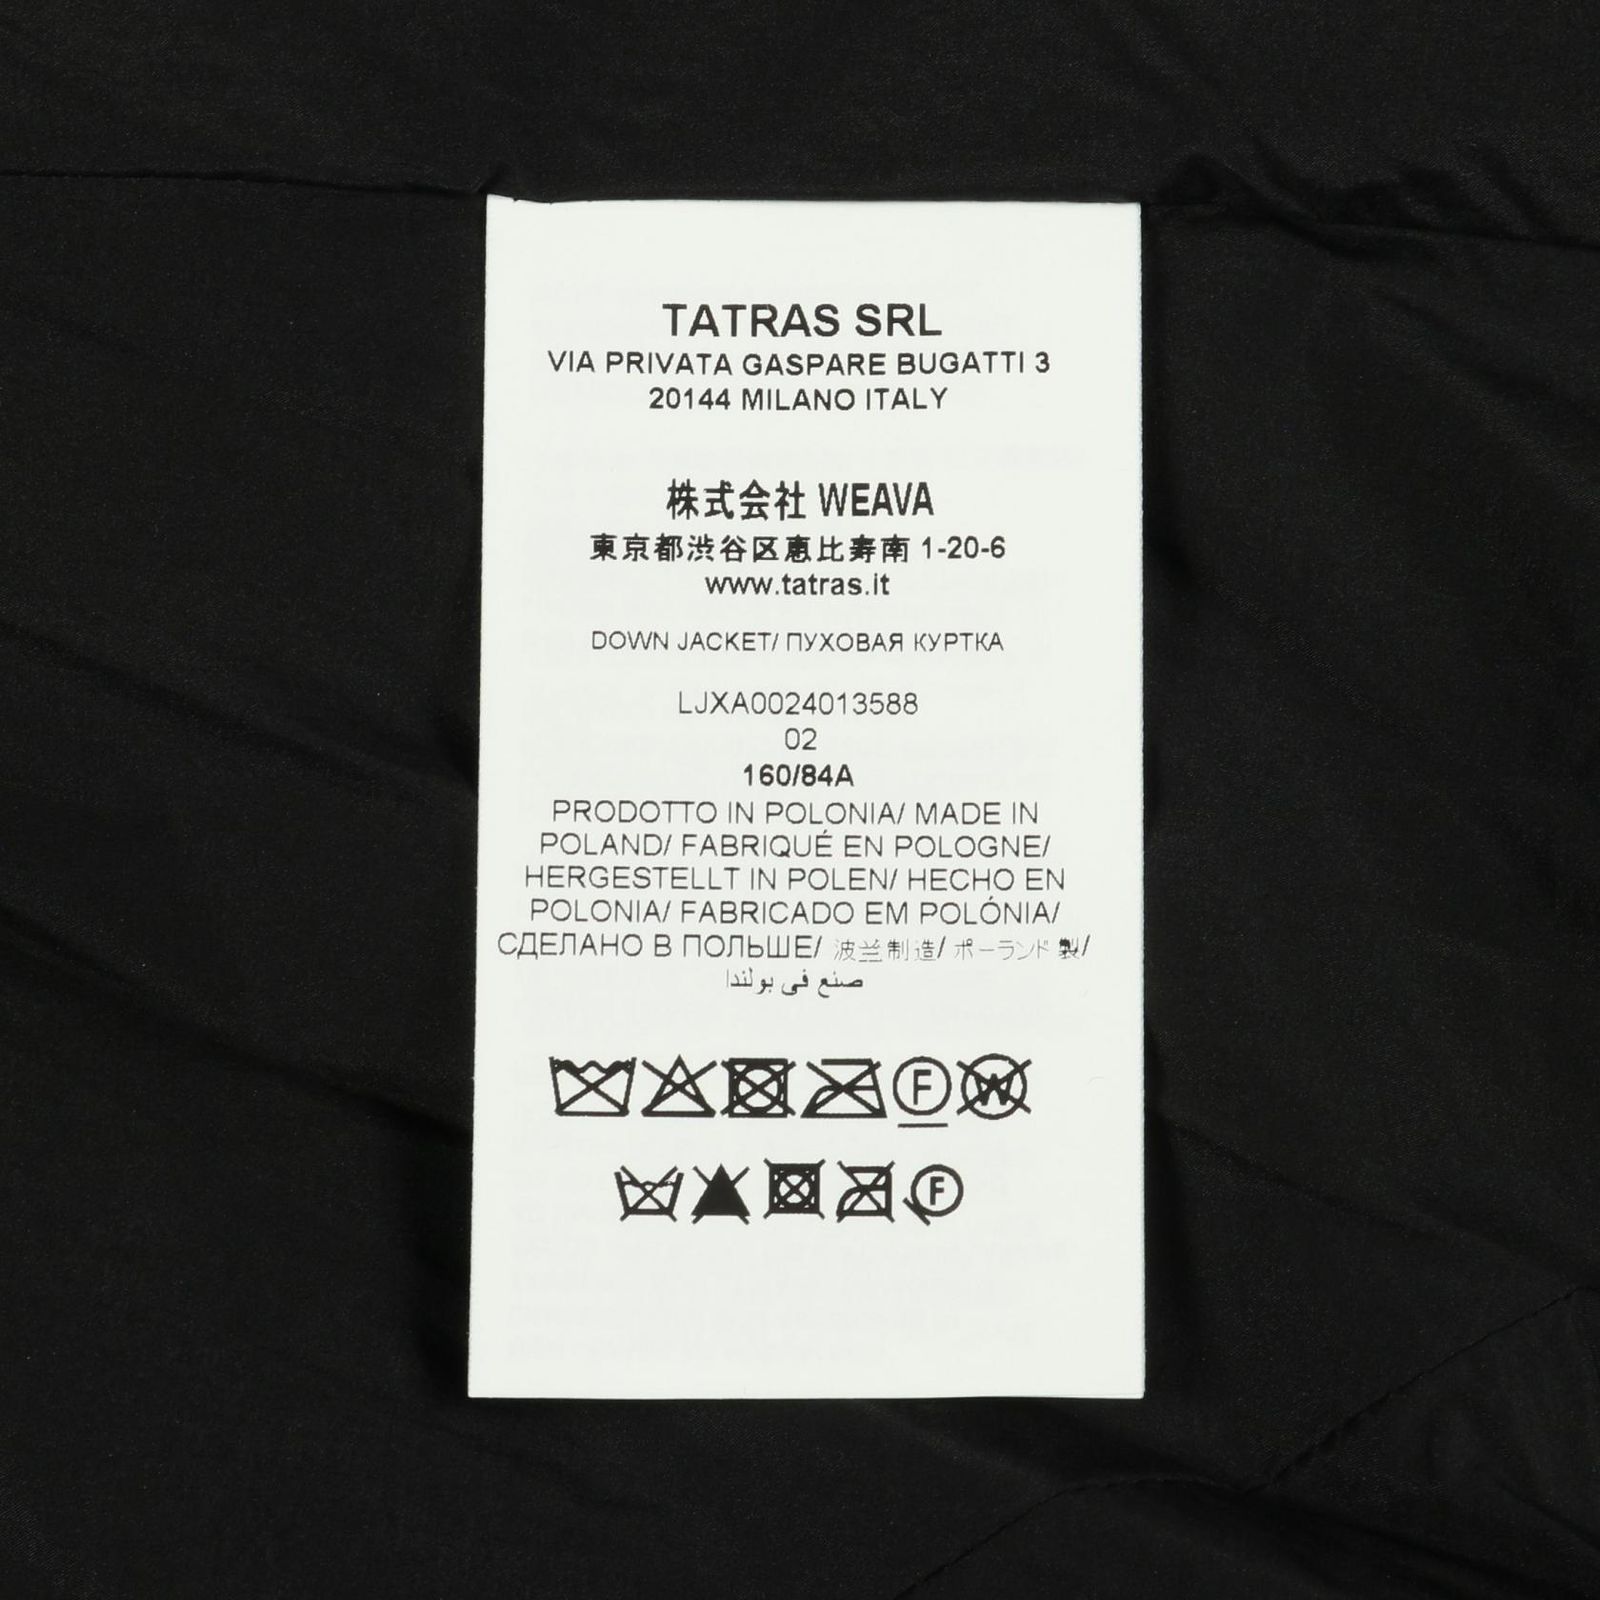 TATRAS SRL
VIA PRIVATA GASPARE BUGATTI 3
20144 MILANO ITALY
株式会社 WEAVA
東京都渋谷区恵比寿南 1-20-6
www.tatras.it
DOWN JACKET/ ПУХОВАЯ КУРТКА
LJXA0024013588
02
160/84A
PRODOTTO IN POLONIA/ MADE IN
POLAND/ FABRIQUÉ EN POLOGNE/
HERGESTELLT IN POLEN/ HECHO EN
POLONIA/ FABRICADO EM POLÓNIA/
СДЕЛАНО В ПОЛЬШЕ/ 波兰制造/ ポーランド 製/
صنع في بولندا
F W
F